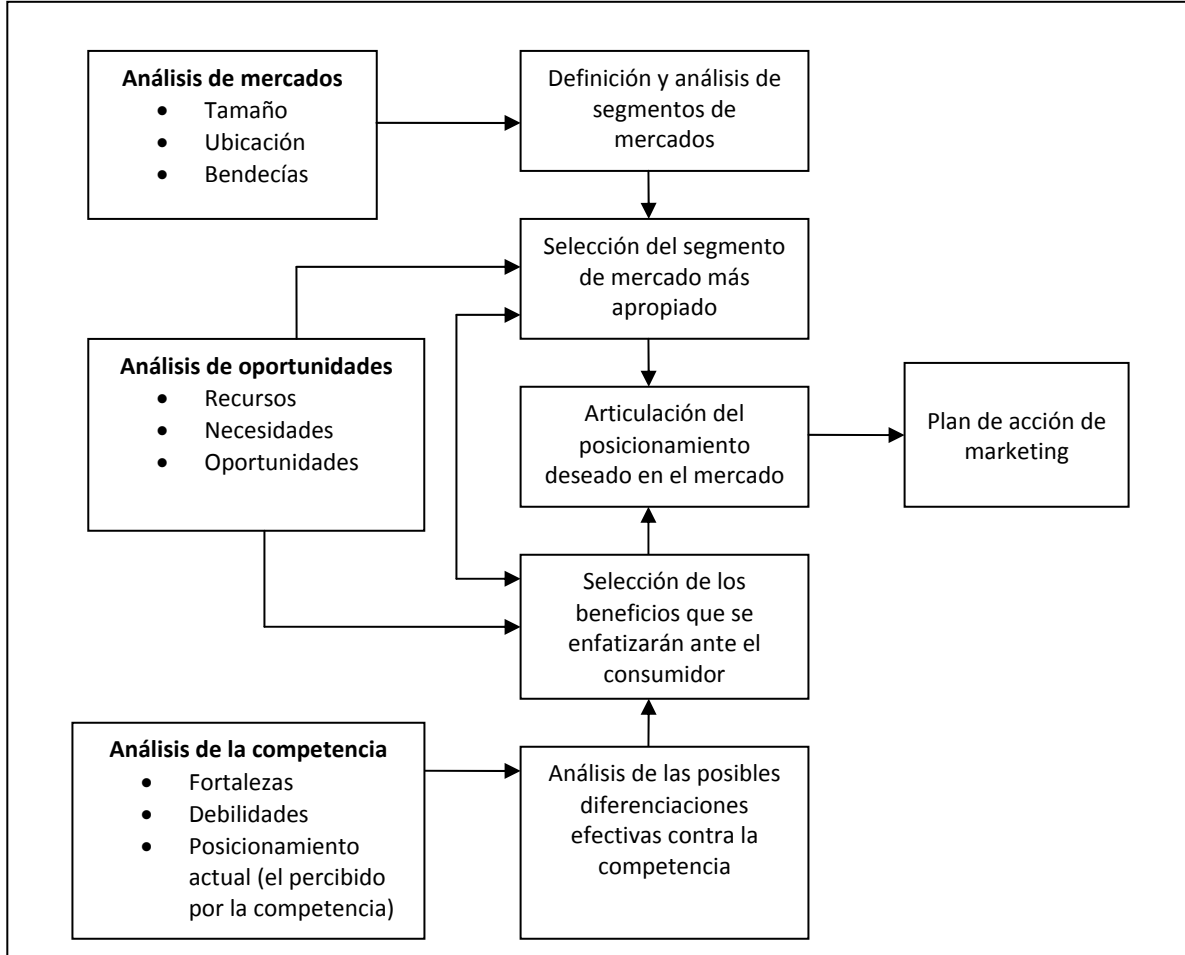 Análisis de mercados
• Tamaño
• Ubicación
• Bendecías
Definición y análisis de
segmentos de
mercados
Selección del segmento
de mercado más
apropiado
Análisis de oportunidades
• Recursos
• Necesidades
• Oportunidades
Articulación del
posicionamiento
deseado en el mercado
Plan de acción de
marketing
Selección de los
beneficios que se
enfatizarán ante el
consumidor
Análisis de la competencia
• Fortalezas
• Debilidades
• Posicionamiento
actual (el percibido
por la competencia)
Análisis de las posibles
diferenciaciones
efectivas contra la
competencia